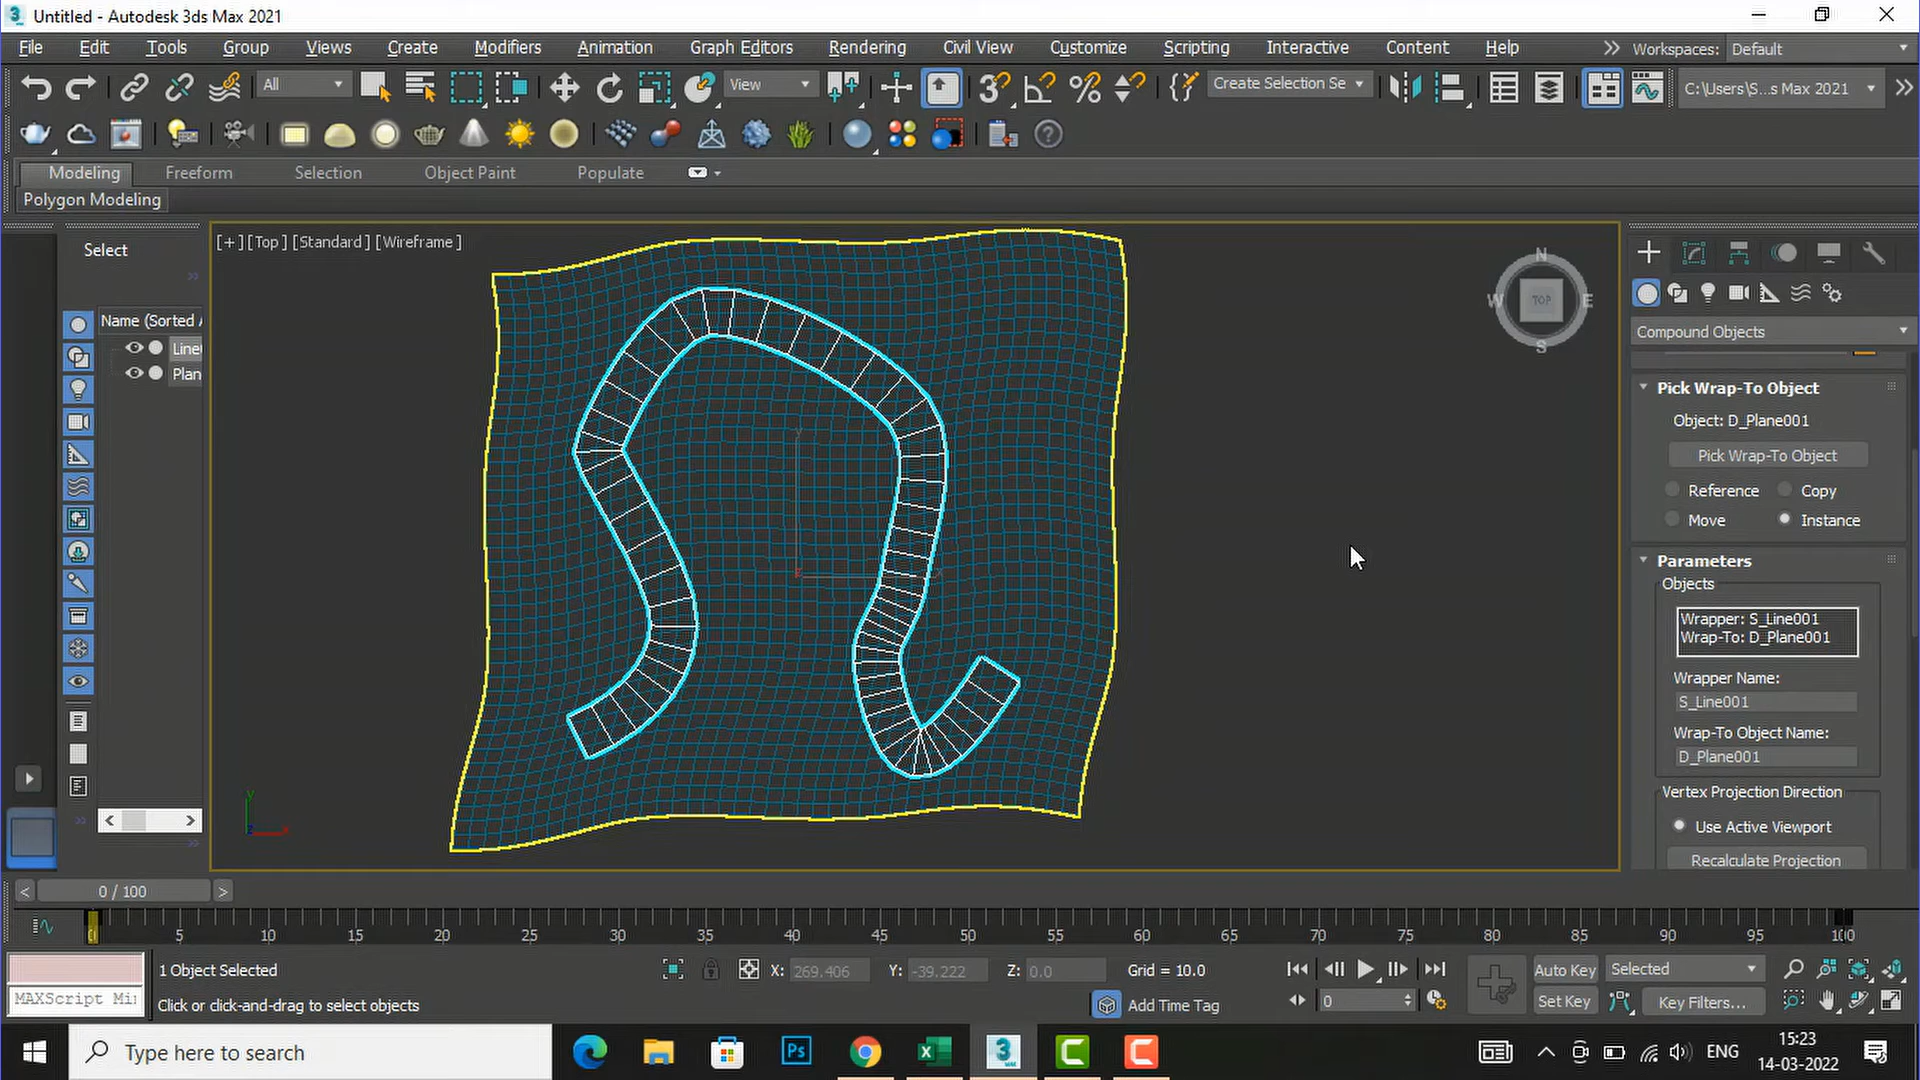 Untitled - Autodesk 3ds Max 2021
File Edit Tools Group Views Create Modifiers Animation Graph Editors Rendering Civil View Customize Scripting Interactive Content Help Workspaces: Default
All View Create Selection Se C:\Users\S...s Max 2021
Modeling Freeform Selection Object Paint Populate
Polygon Modeling
Select
Name (Sorted
Line
Plan
[+] [Top] [Standard] [Wireframe]
N
W TOP E
S
Compound Objects
Pick Wrap-To Object
Object: D_Plane001
Pick Wrap-To Object
Reference Copy
Move Instance
Parameters
Objects
Wrapper: S_Line001
Wrap-To: D_Plane001
Wrapper Name:
S_Line001
Wrap-To Object Name:
D_Plane001
Vertex Projection Direction
Use Active Viewport
Recalculate Projection
0 / 100
5 10 15 20 25 30 35 40 45 50 55 60 65 70 75 80 85 90 95 100
1 Object Selected
X: 269.406 Y: -39.222 Z: 0.0 Grid = 10.0
Auto Key Selected
MAXScript Mi
Click or click-and-drag to select objects
Add Time Tag
0
Set Key Key Filters...
Type here to search
Ps
3
ENG
15:23
14-03-2022